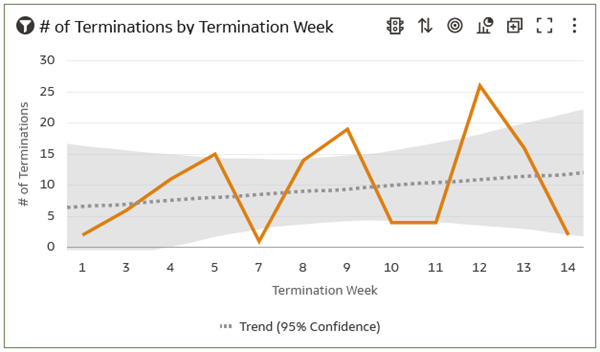 # of Terminations by Termination Week
30
25
20
15
10
5
0
# of Terminations
1 3 4 5 7 8 9 10 11 12 13 14
Termination Week
Trend (95% Confidence)